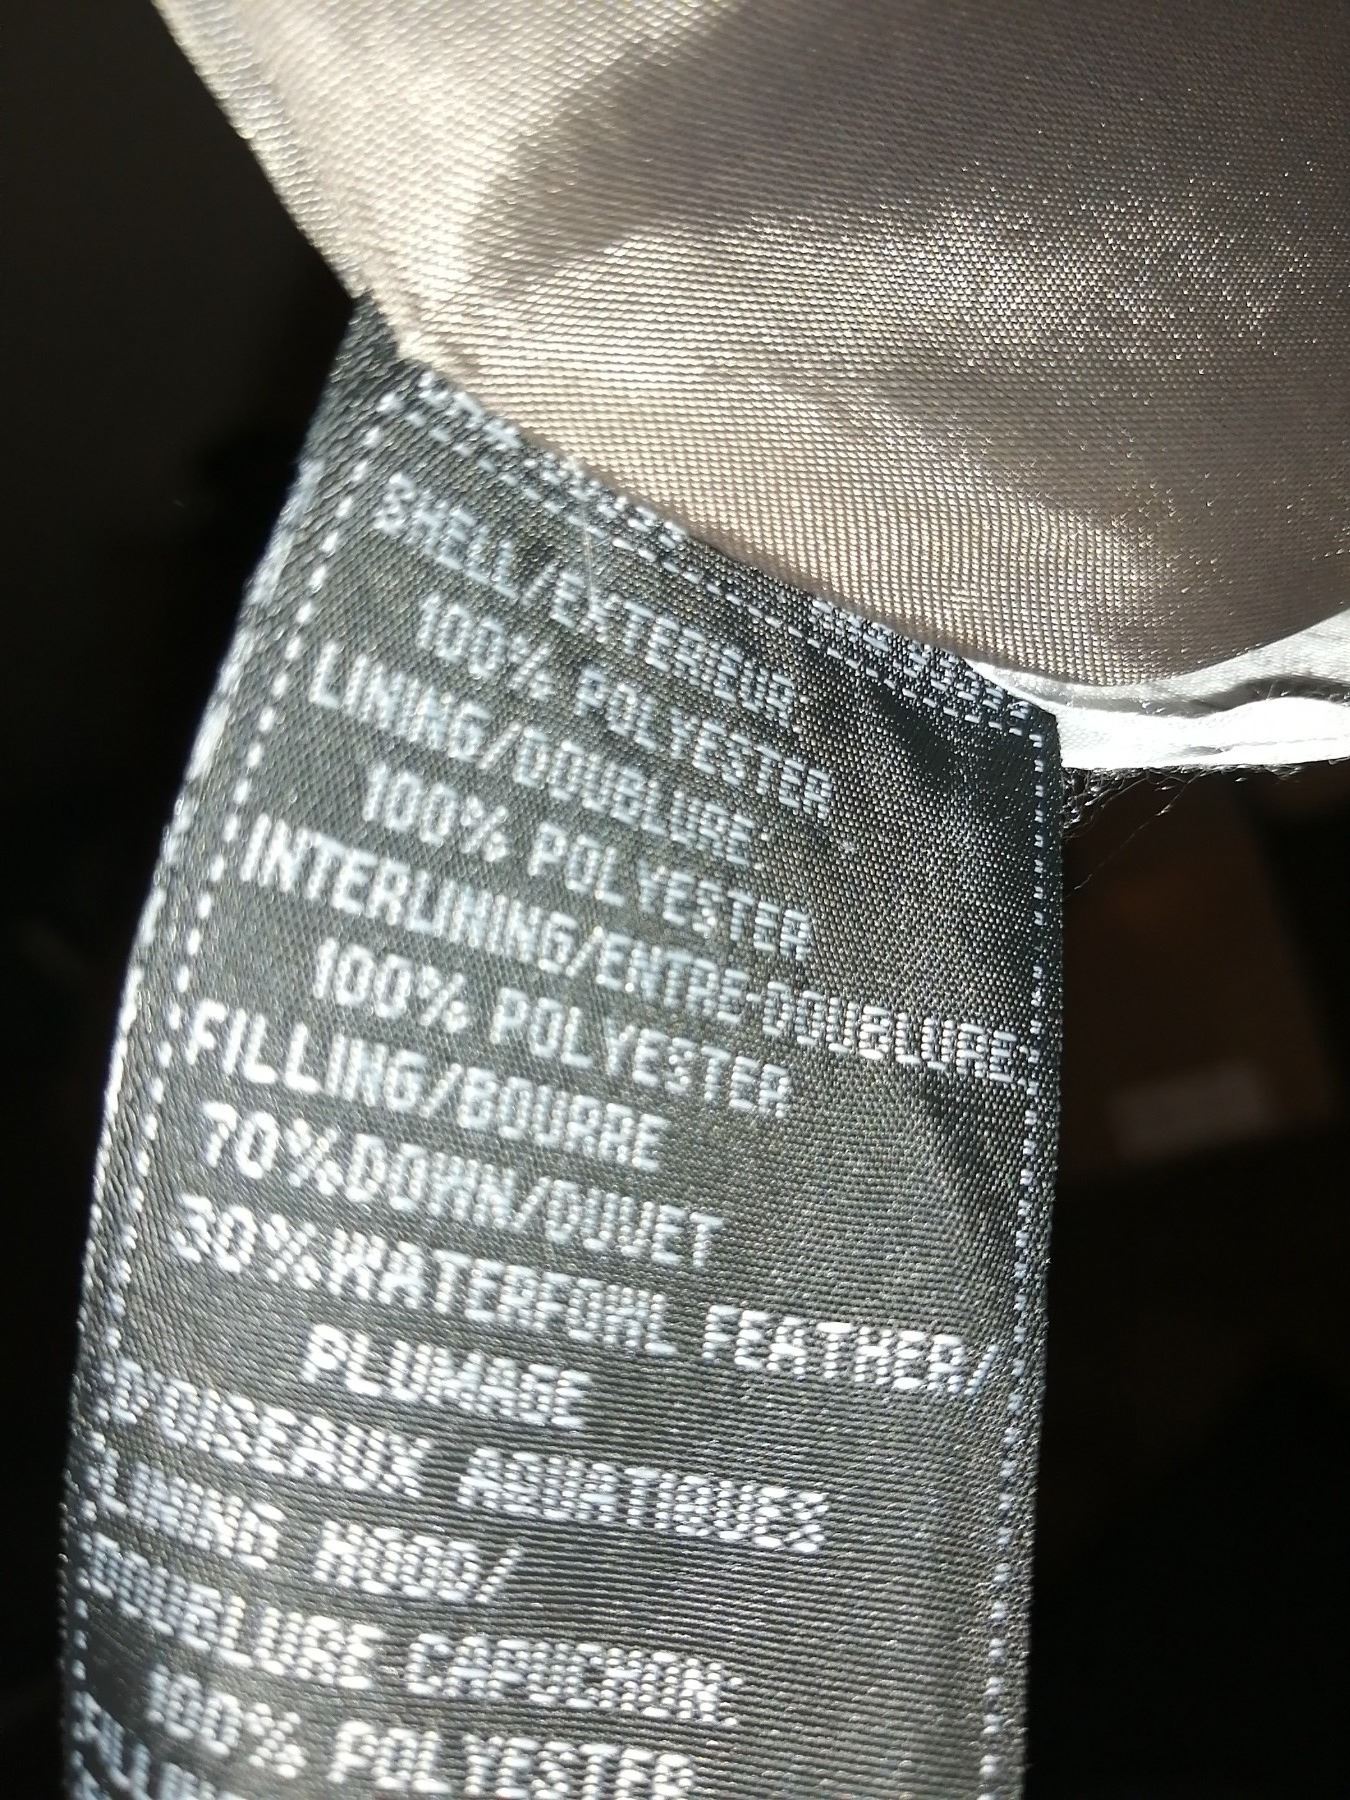 SHELL/EXTERIEUR:
100% POLYESTER
LINING/DOUBLURE:
100% POLYESTER
INTERLINING/ENTRE-DOUBLURE:
100% POLYESTER
FILLING/BOURRE
70%DOWN/DUVET
30%WATERFOWL FEATHER/
PLUMAGE
D'OISEAUX AQUATIQUES
LINING HOOD/
DOUBLURE CAPUCHON:
100% POLYESTER